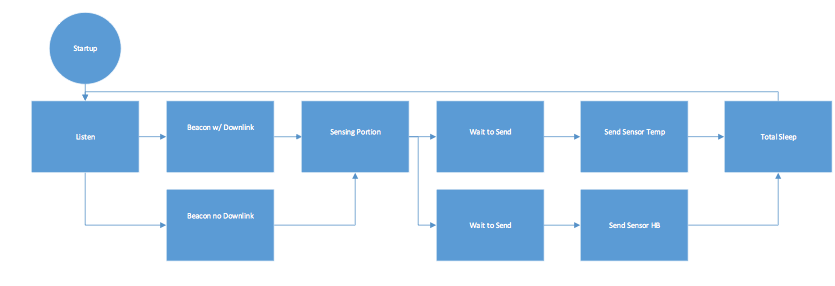 Startup
Listen
Beacon w/ Downlink
Sensing Portion
Wait to Send
Send Sensor Temp
Total Sleep
Beacon no Downlink
Wait to Send
Send Sensor HB